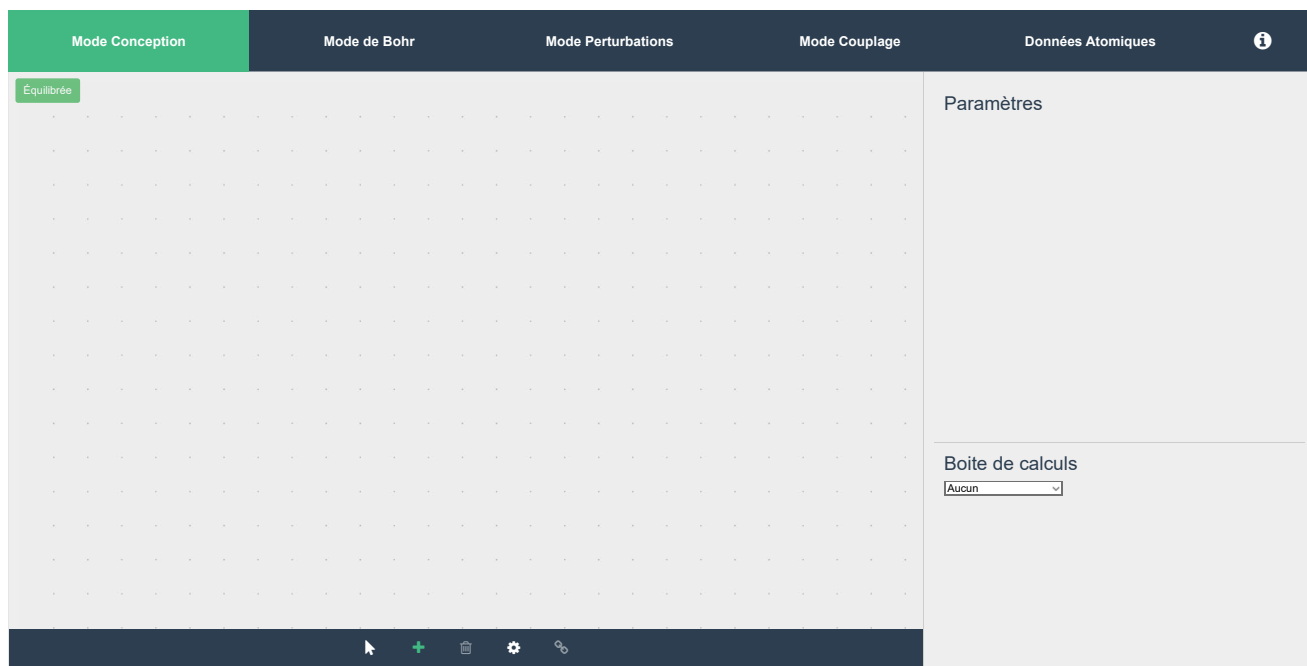 Mode Conception Mode de Bohr Mode Perturbations Mode Couplage Données Atomiques
Équilibrée
Paramètres
Boite de calculs
Aucun